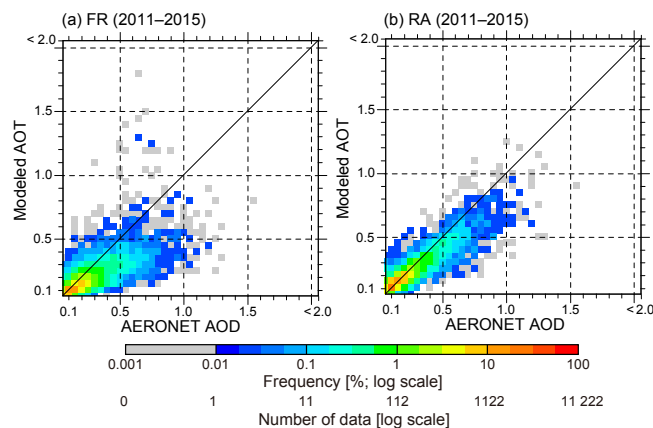 (a) FR (2011–2015)
(b) RA (2011–2015)
< 2.0
1.5
1.0
0.5
0.1
Modeled AOT
0.1 0.5 1.0 1.5 <2.0
AERONET AOD
< 2.0
1.5
1.0
0.5
0.1
Modeled AOT
0.1 0.5 1.0 1.5 <2.0
AERONET AOD
0.001 0.01 0.1 1 10 100
Frequency [%; log scale]
0 1 11 112 1122 11 222
Number of data [log scale]